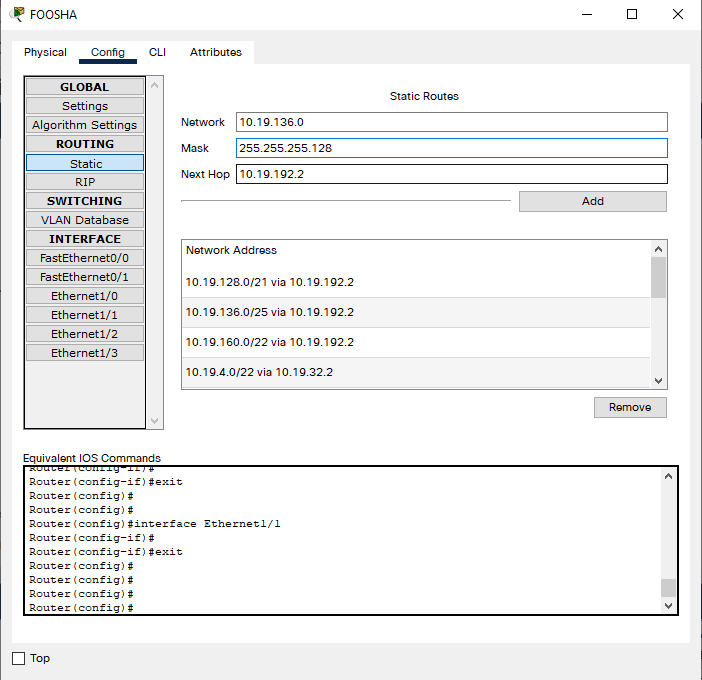 FOOSHA
Physical Config CLI Attributes
GLOBAL
Settings
Algorithm Settings
ROUTING
Static
RIP
SWITCHING
VLAN Database
INTERFACE
FastEthernet0/0
FastEthernet0/1
Ethernet1/0
Ethernet1/1
Ethernet1/2
Ethernet1/3
Static Routes
Network 10.19.136.0
Mask 255.255.255.128
Next Hop 10.19.192.2
Add
Network Address
10.19.128.0/21 via 10.19.192.2
10.19.136.0/25 via 10.19.192.2
10.19.160.0/22 via 10.19.192.2
10.19.4.0/22 via 10.19.32.2
Remove
Equivalent IOS Commands
Router(config-if)#
Router(config-if)#exit
Router(config)#
Router(config)#
Router(config)#interface Ethernet1/1
Router(config-if)#
Router(config-if)#exit
Router(config)#
Router(config)#
Router(config)#
Router(config)#
Top